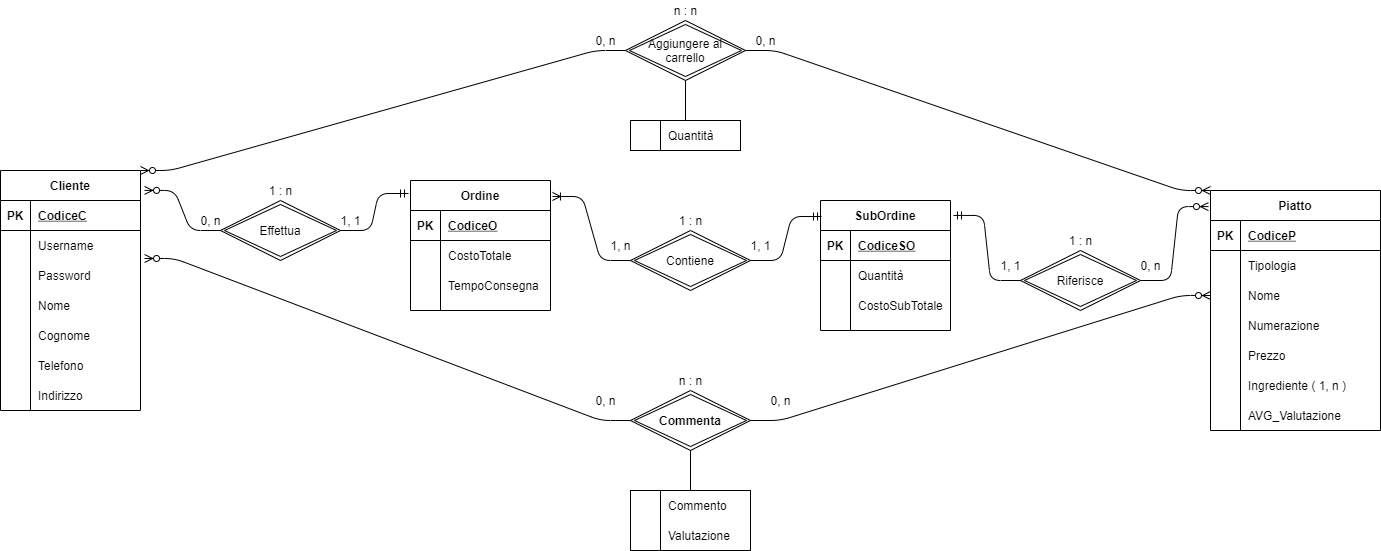 n : n
0, n
Aggiungere al
carrello
0, n
Quantità
Cliente
PK
CodiceC
Username
Password
Nome
Cognome
Telefono
Indirizzo
1 : n
0, n
Effettua
1, 1
Ordine
PK
CodiceO
CostoTotale
TempoConsegna
1 : n
1, n
Contiene
1, 1
SubOrdine
PK
CodiceSO
Quantità
CostoSubTotale
1 : n
1, 1
Riferisce
0, n
Piatto
PK
CodiceP
Tipologia
Nome
Numerazione
Prezzo
Ingrediente ( 1, n )
AVG_Valutazione
n : n
0, n
Commenta
0, n
Commento
Valutazione